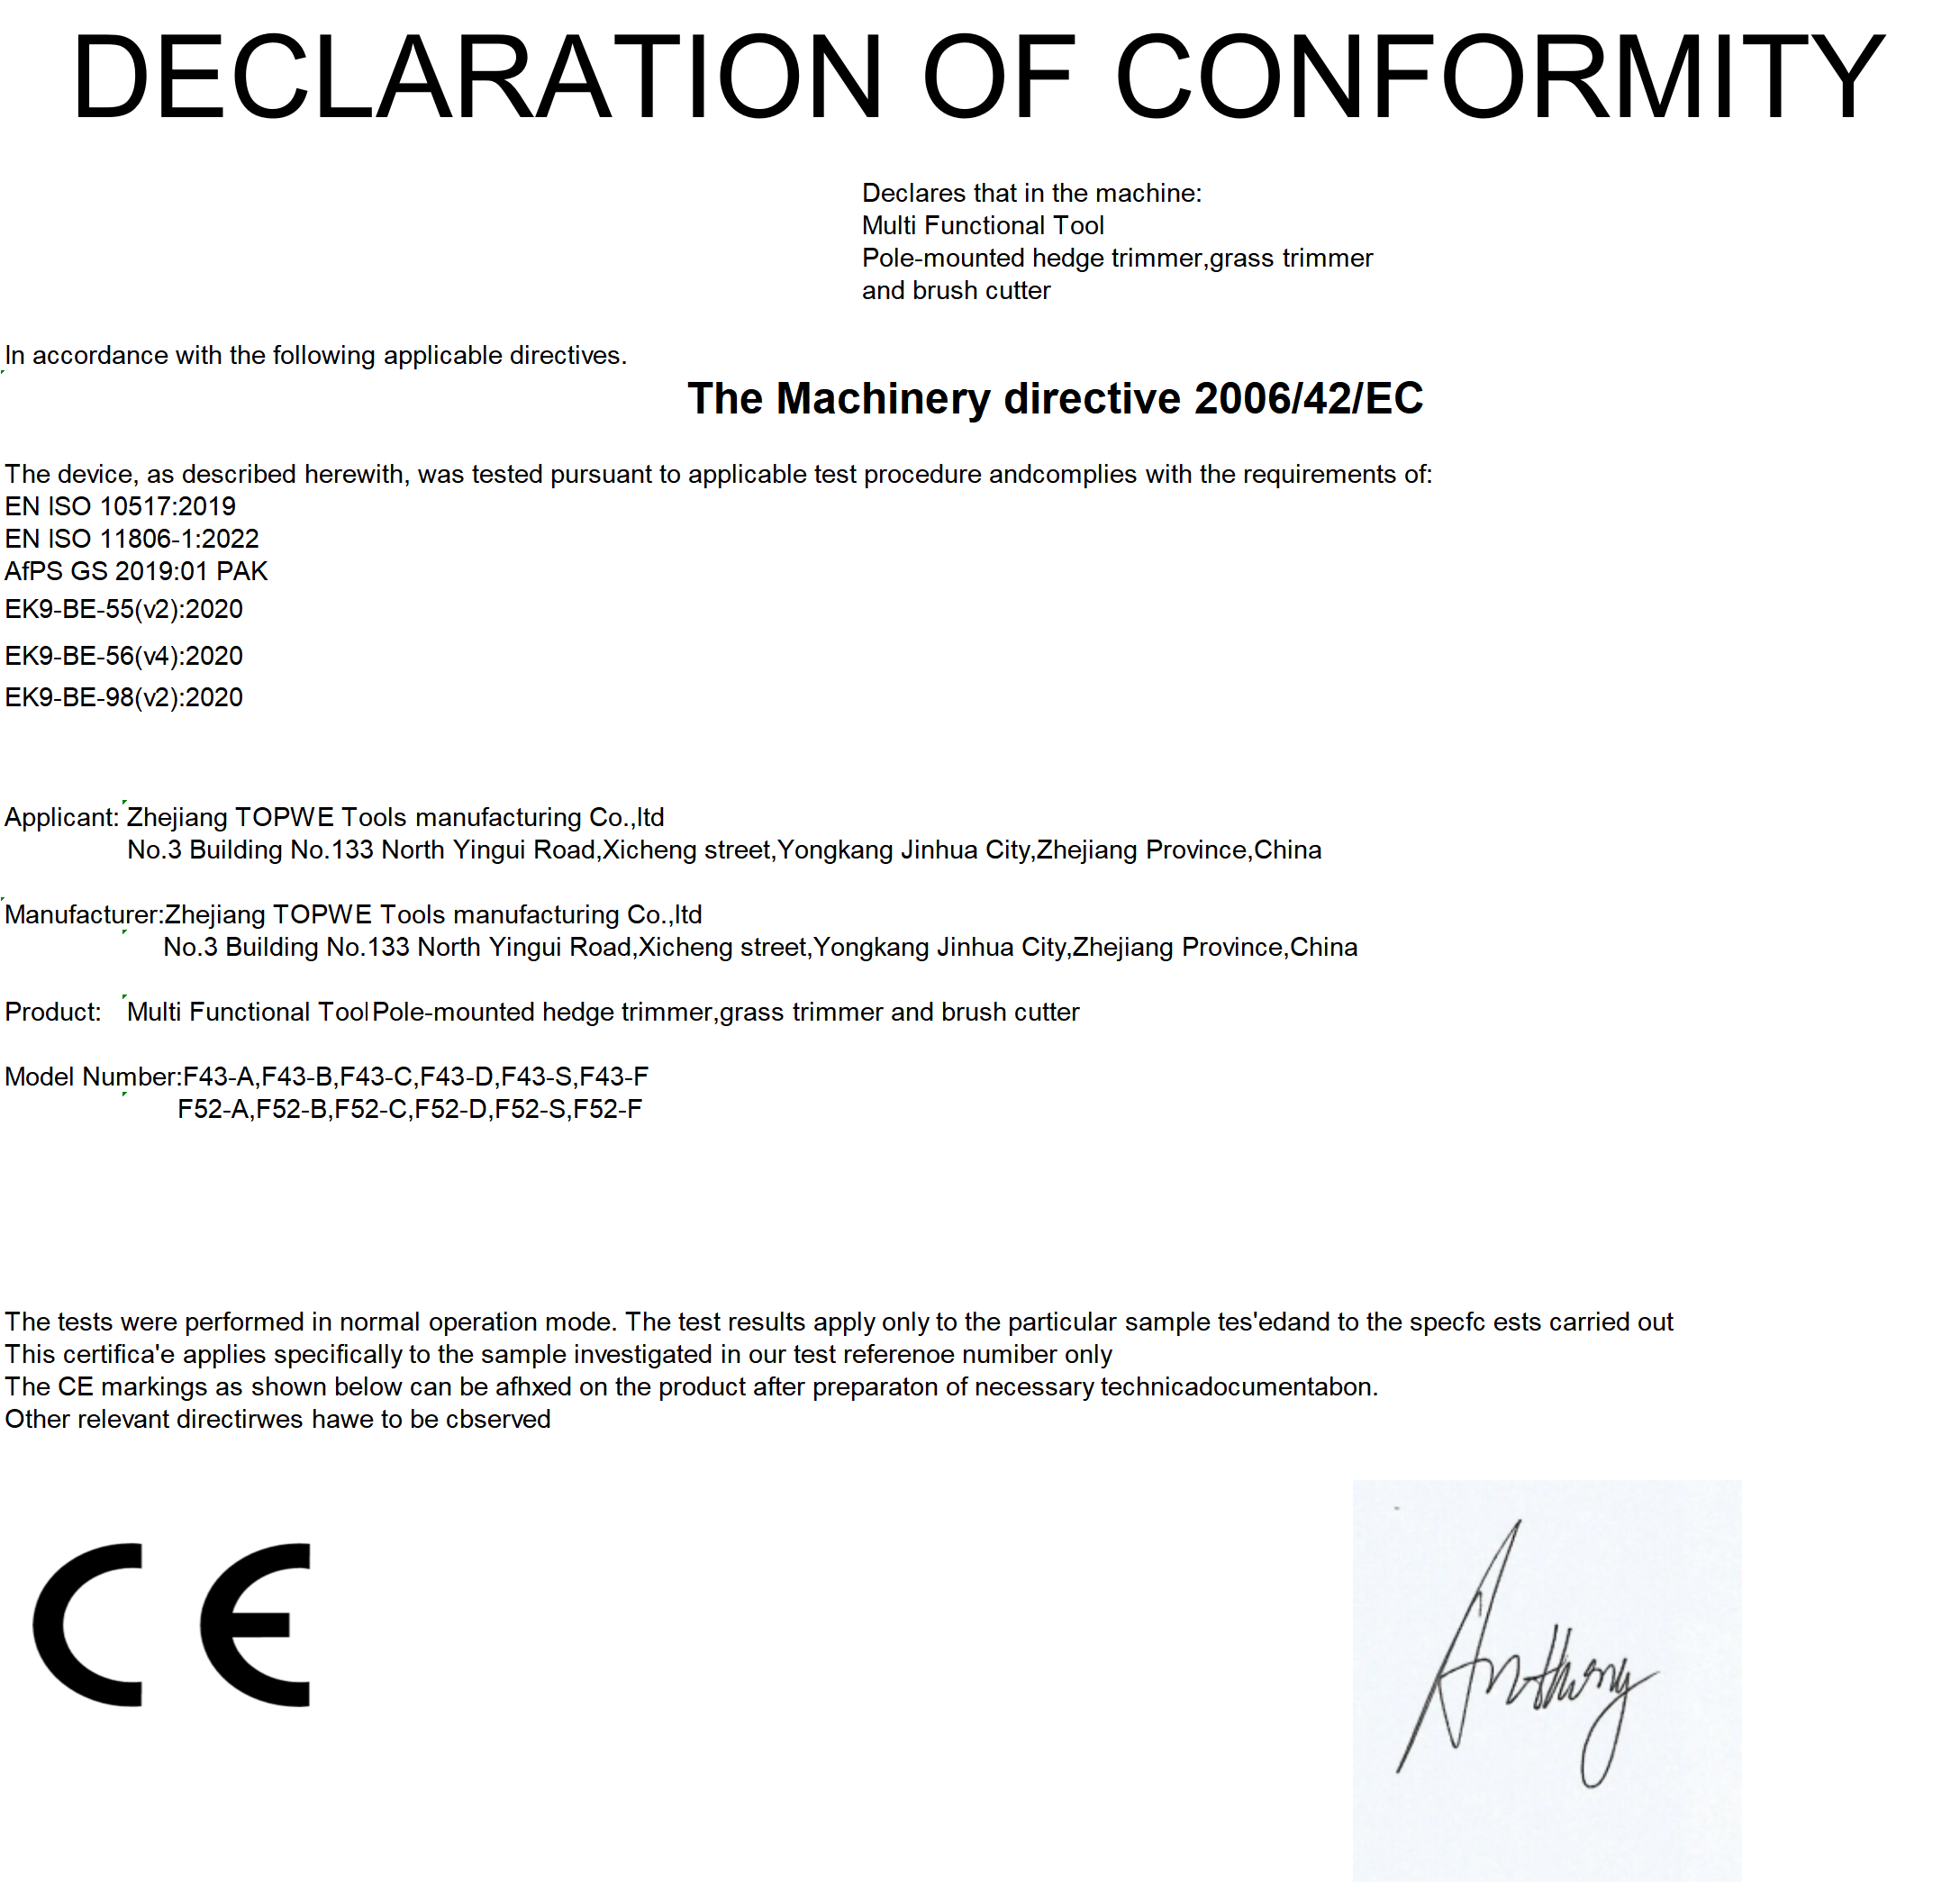 DECLARATION OF CONFORMITY
Declares that in the machine:
Multi Functional Tool
Pole-mounted hedge trimmer,grass trimmer
and brush cutter
In accordance with the following applicable directives.
The Machinery directive 2006/42/EC
The device, as described herewith, was tested pursuant to applicable test procedure andcomplies with the requirements of:
EN ISO 10517:2019
EN ISO 11806-1:2022
AfPS GS 2019:01 PAK
EK9-BE-55(v2):2020
EK9-BE-56(v4):2020
EK9-BE-98(v2):2020
Applicant: Zhejiang TOPWE Tools manufacturing Co.,ltd
No.3 Building No.133 North Yingui Road,Xicheng street,Yongkang Jinhua City,Zhejiang Province,China
Manufacturer:Zhejiang TOPWE Tools manufacturing Co.,ltd
No.3 Building No.133 North Yingui Road,Xicheng street,Yongkang Jinhua City,Zhejiang Province,China
Product: Multi Functional Tool Pole-mounted hedge trimmer,grass trimmer and brush cutter
Model Number:F43-A,F43-B,F43-C,F43-D,F43-S,F43-F
F52-A,F52-B,F52-C,F52-D,F52-S,F52-F
The tests were performed in normal operation mode. The test results apply only to the particular sample tes'edand to the specfc ests carried out
This certifica'e applies specifically to the sample investigated in our test referenoe numiber only
The CE markings as shown below can be afhxed on the product after preparaton of necessary technicadocumentabon.
Other relevant directirwes hawe to be cbserved
CE
Anthony